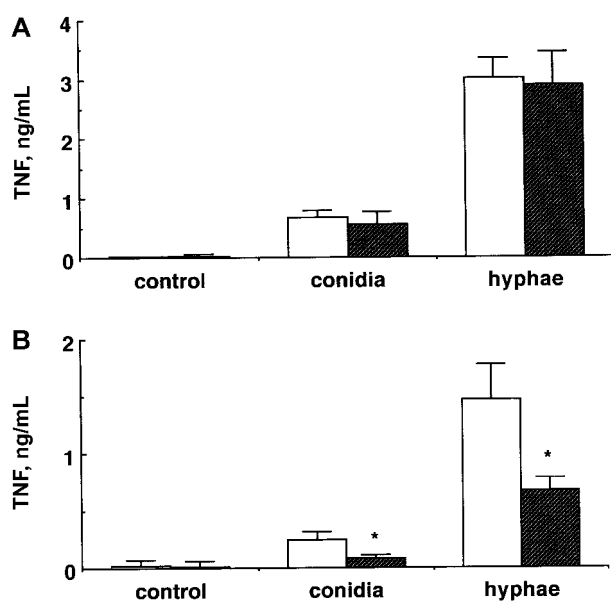 A
TNF, ng/mL
4
3
2
1
0
control conidia hyphae
B
TNF, ng/mL
2
1
0
* *
control conidia hyphae